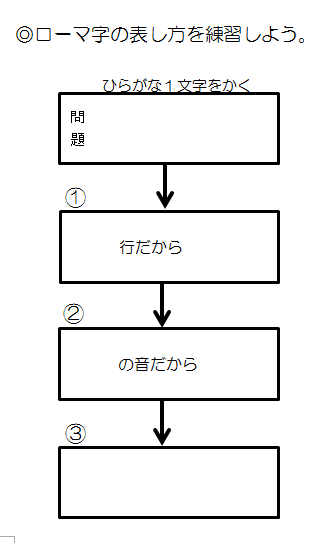 ◎ローマ字の表し方を練習しよう。
ひらがな１文字をかく
問
題
①
行だから
②
の音だから
③